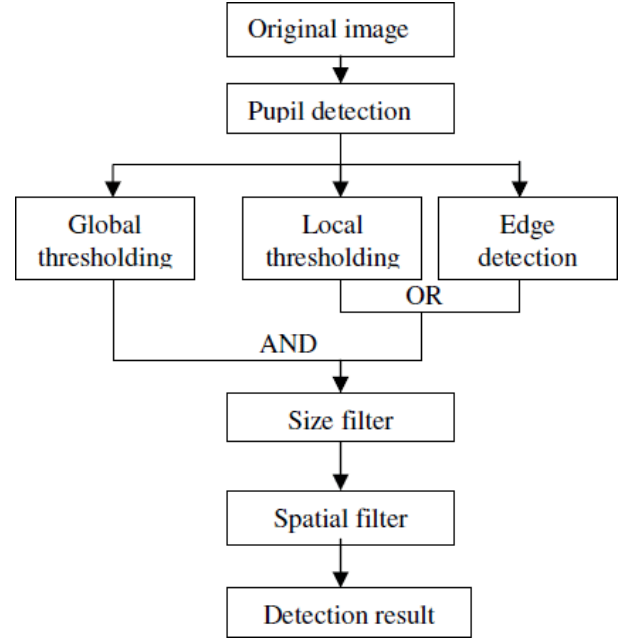 Original image
Pupil detection
Global
thresholding
Local
thresholding
Edge
detection
OR
AND
Size filter
Spatial filter
Detection result